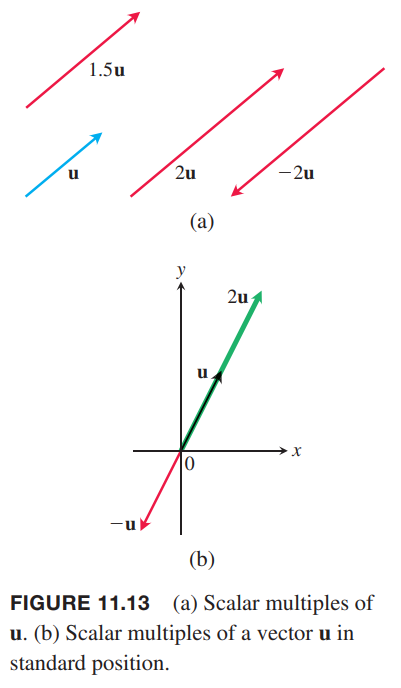 1.5u
u
2u
−2u
(a)
y
2u
u
x
0
−u
(b)
FIGURE 11.13 (a) Scalar multiples of
u. (b) Scalar multiples of a vector u in
standard position.